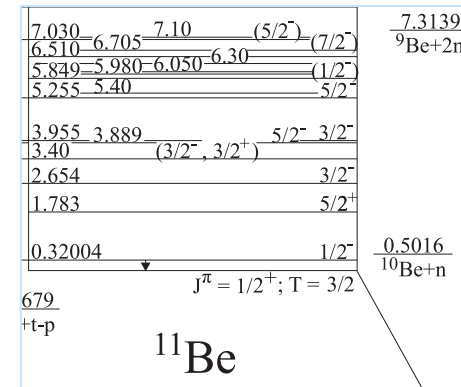 7.030 7.10 (5/2⁻) 7.3139
6.705 (7/2⁻) ⁹Be+2n
6.510 6.30
5.849 5.980 6.050 (1/2⁻)
5.255 5.40 5/2⁻
3.955 3.889 5/2⁻ 3/2⁻
3.40 (3/2⁻, 3/2⁺)
2.654 3/2⁻
1.783 5/2⁺
0.32004 1/2⁻ 0.5016
¹⁰Be+n
Jπ = 1/2⁺; T = 3/2
679
+t-p
¹¹Be